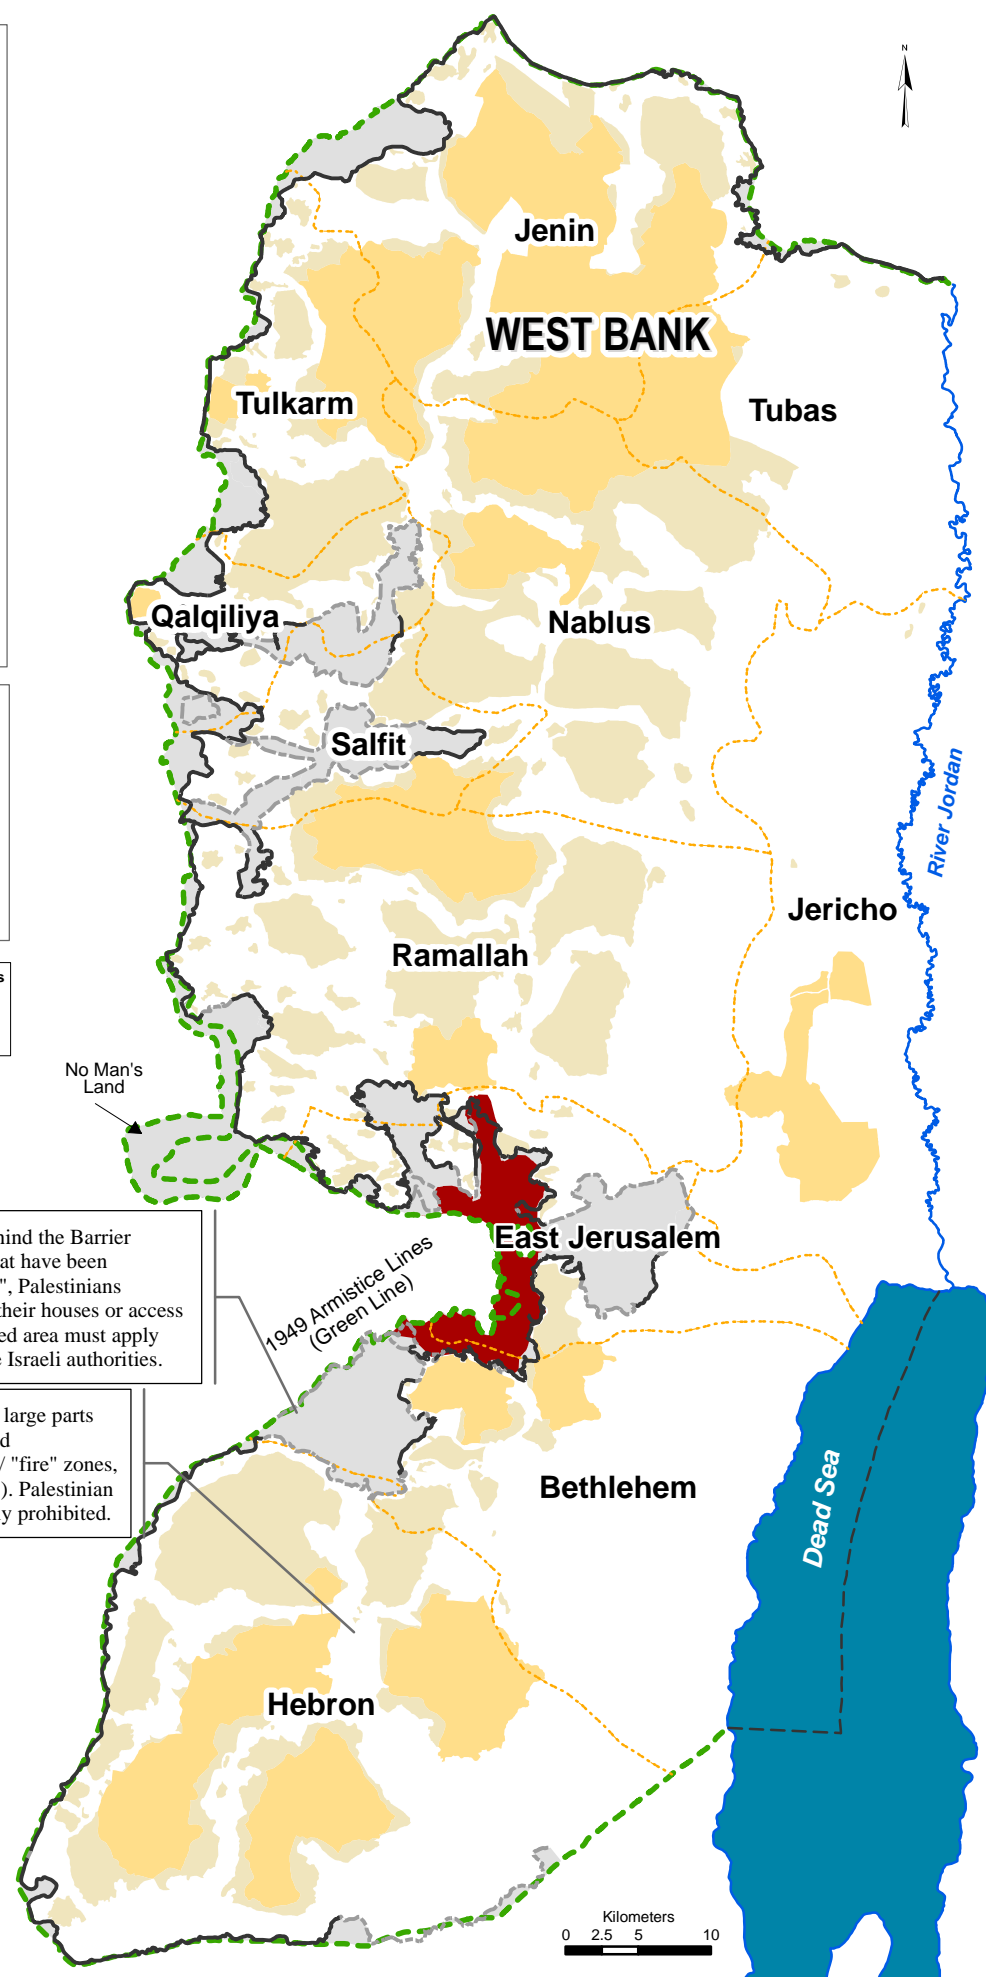 N
Jenin
WEST BANK
Tulkarm
Tubas
Qalqiliya
Nablus
Salfit
River Jordan
Jericho
Ramallah
s
No Man's
Land
East Jerusalem
1949 Armistice Lines
(Green Line)
hind the Barrier
at have been
", Palestinians
their houses or access
ed area must apply
e Israeli authorities.
large parts
d
/ "fire" zones,
). Palestinian
y prohibited.
Bethlehem
Dead Sea
Hebron
Kilometers
0 2.5 5 10